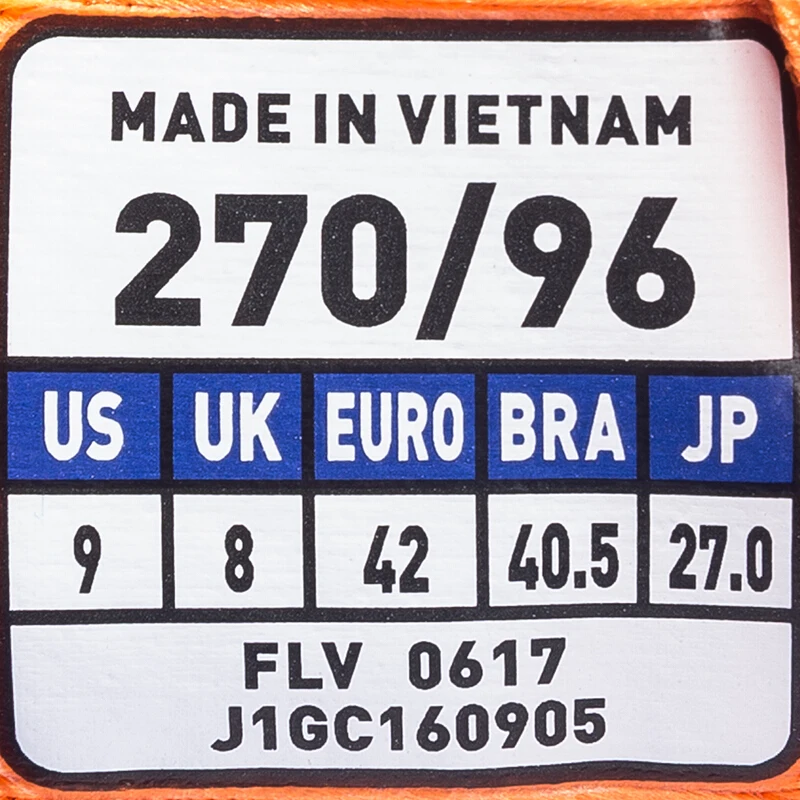 MADE IN VIETNAM
270/96
US UK EURO BRA JP
9 8 42 40.5 27.0
FLV 0617
J1GC160905